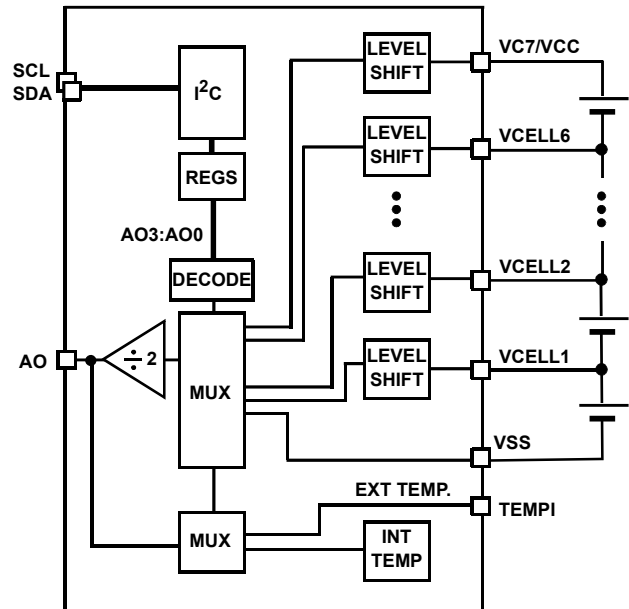 SCL
SDA
I²C
REGS
AO3:AO0
DECODE
AO
÷ 2
MUX
MUX
LEVEL
SHIFT
VC7/VCC
LEVEL
SHIFT
VCELL6
LEVEL
SHIFT
VCELL2
LEVEL
SHIFT
VCELL1
VSS
EXT TEMP.
TEMPI
INT
TEMP